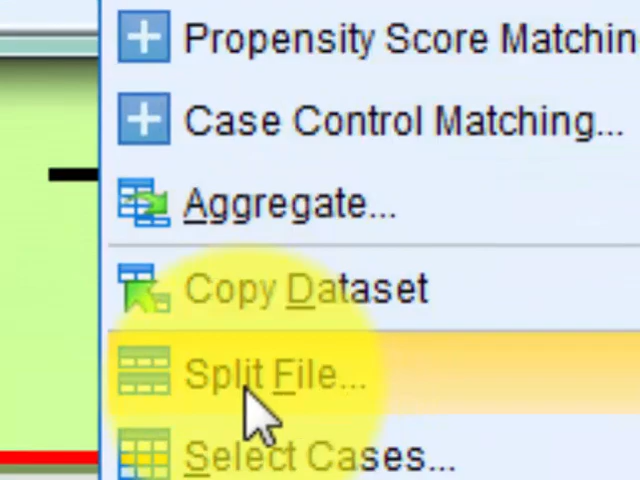 Propensity Score Matchin
Case Control Matching...
Aggregate...
Copy Dataset
Split File...
Select Cases...